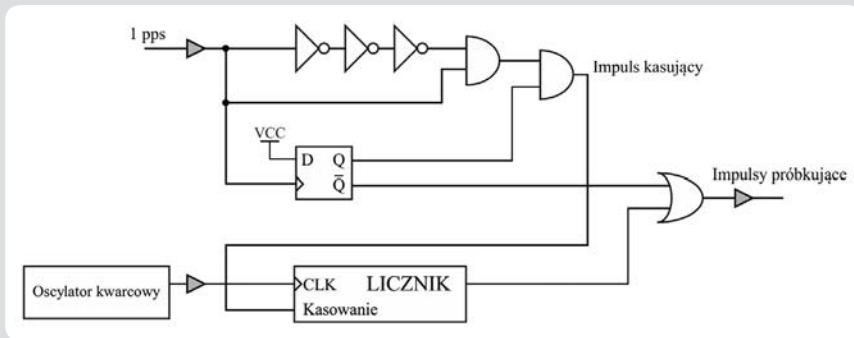 1 pps
Impuls kasujący
VCC
D Q
Q̅
Impulsy próbkujące
Oscylator kwarcowy
CLK LICZNIK
Kasowanie